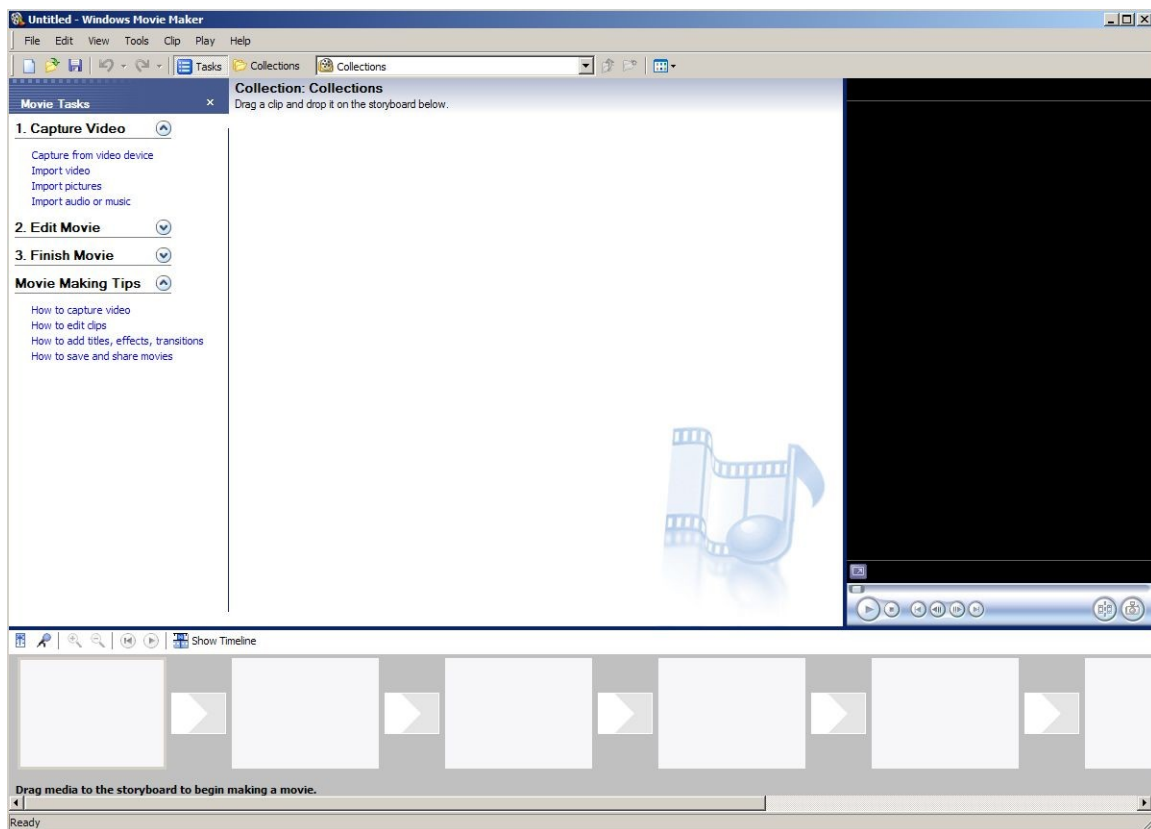 Untitled - Windows Movie Maker
File Edit View Tools Clip Play Help
Tasks Collections Collections
Movie Tasks
Collection: Collections
Drag a clip and drop it on the storyboard below.
1. Capture Video
Capture from video device
Import video
Import pictures
Import audio or music
2. Edit Movie
3. Finish Movie
Movie Making Tips
How to capture video
How to edit clips
How to add titles, effects, transitions
How to save and share movies
Show Timeline
Drag media to the storyboard to begin making a movie.
Ready